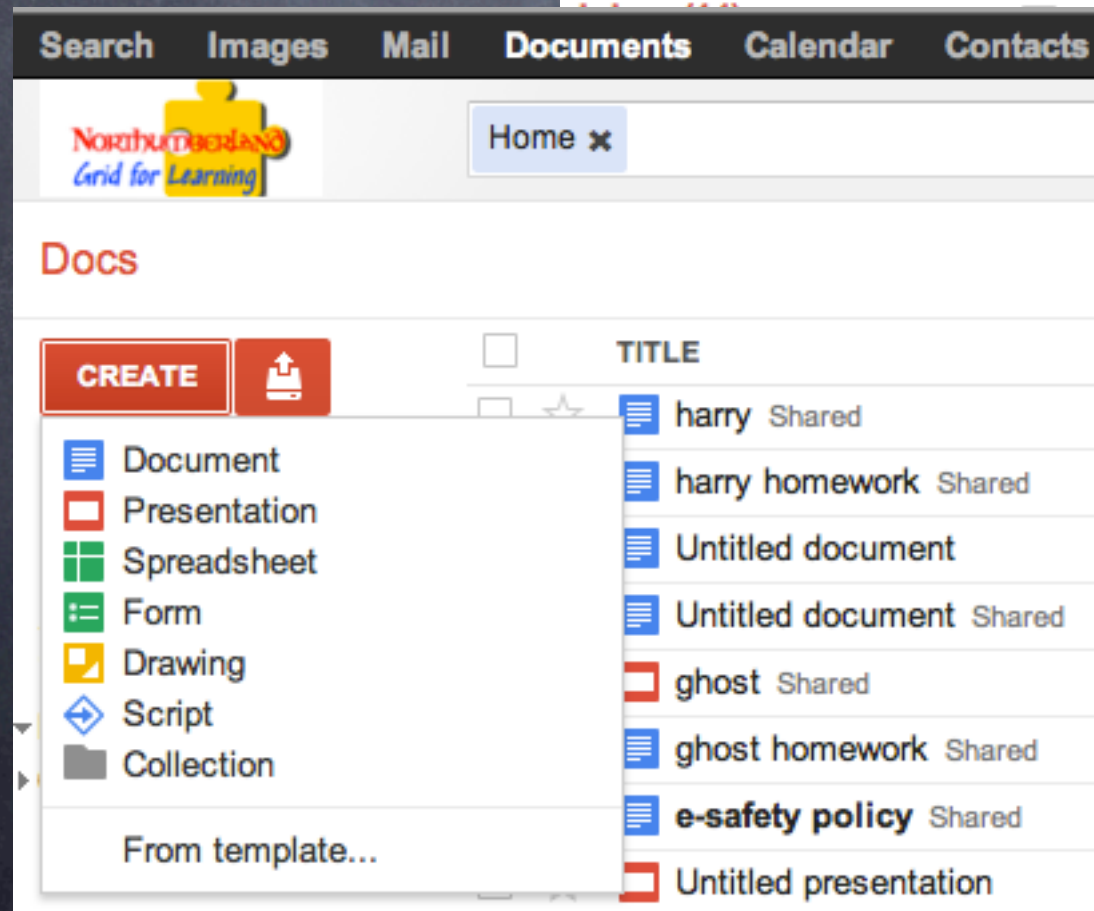 Search Images Mail Documents Calendar Contacts
Northumberland
Grid for Learning
Home ✖
Docs
CREATE
TITLE
harry Shared
harry homework Shared
Untitled document
Untitled document Shared
ghost Shared
ghost homework Shared
e-safety policy Shared
Untitled presentation
Document
Presentation
Spreadsheet
Form
Drawing
Script
Collection
From template...